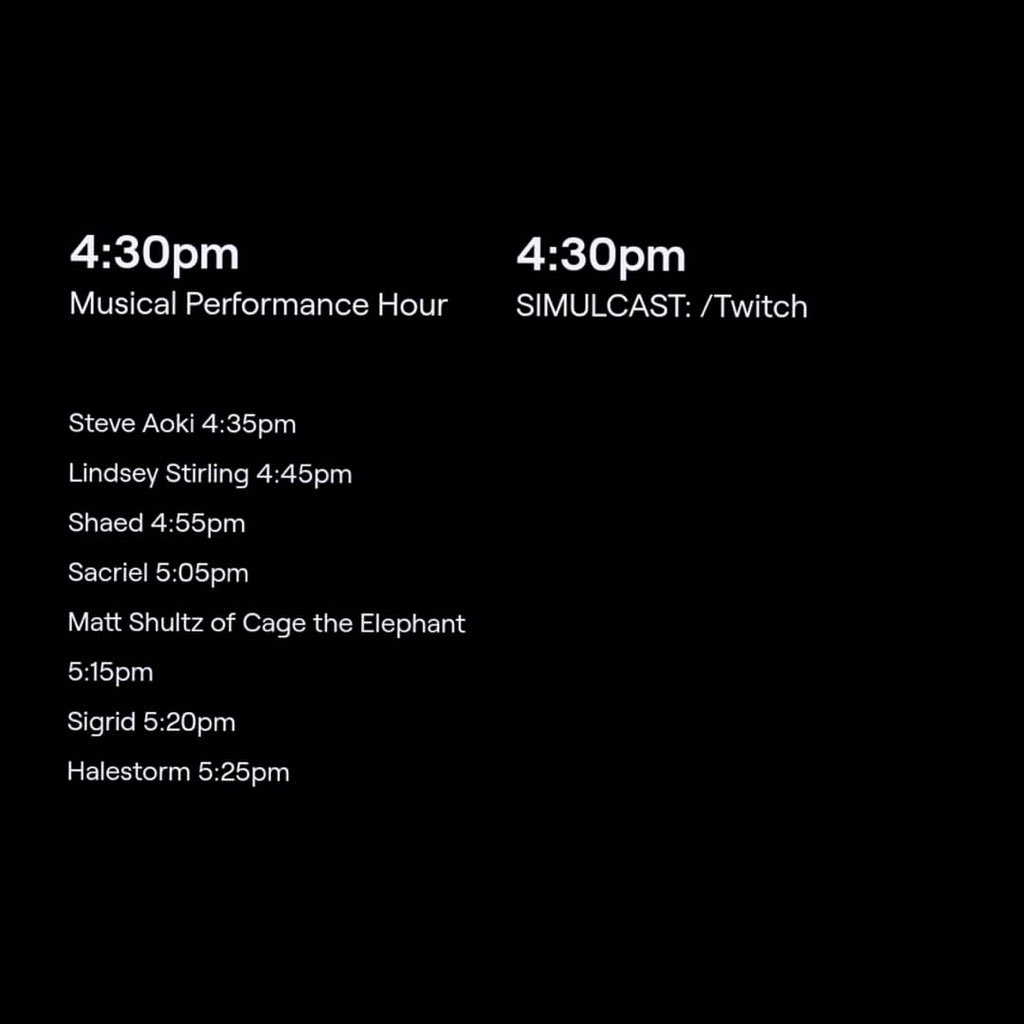 4:30pm
Musical Performance Hour
4:30pm
SIMULCAST: /Twitch
Steve Aoki 4:35pm
Lindsey Stirling 4:45pm
Shaed 4:55pm
Sacriel 5:05pm
Matt Shultz of Cage the Elephant
5:15pm
Sigrid 5:20pm
Halestorm 5:25pm